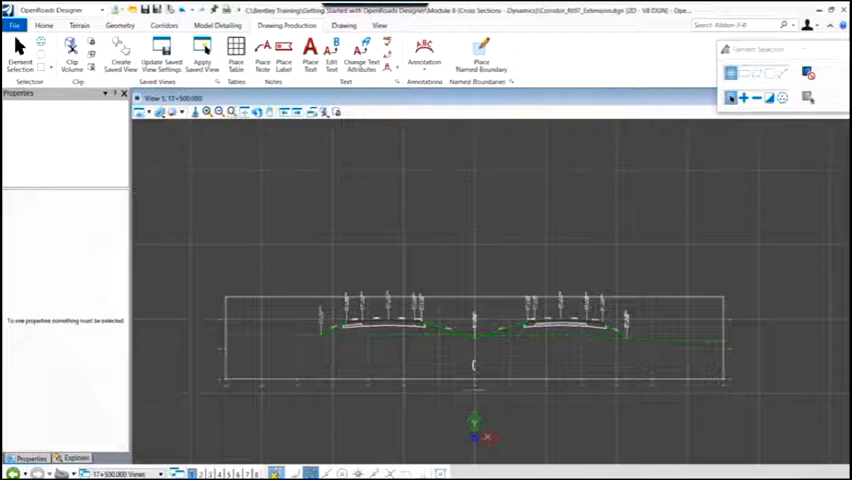 OpenRoads Designer
Drawing Production
C:\Bentley Training\Getting Started with OpenRoads Designer\Module 8 (Cross Sections - Dynamics)\Corridor_Rt97_Extension.dgn [2D - V8 DGN] - Ope...
File Home Terrain Geometry Corridors Model Detailing Drawing Production Drawing View
Search Ribbon (F4)
Element Selection
Clip Volume
Create Saved View
Update Saved View Settings
Apply Saved View
Place Table
Place Note
Place Label
Place Text
Edit Text
Change Text Attributes
Annotation
Place Named Boundary
Selection Clip Saved Views Tables Notes Text Annotations Named Boundaries
Element Selection
Properties
View 1, 17+500.000
To see properties something must be selected
Properties Explorer
17+500.000 Views
1 2 3 4 5 6 7 8